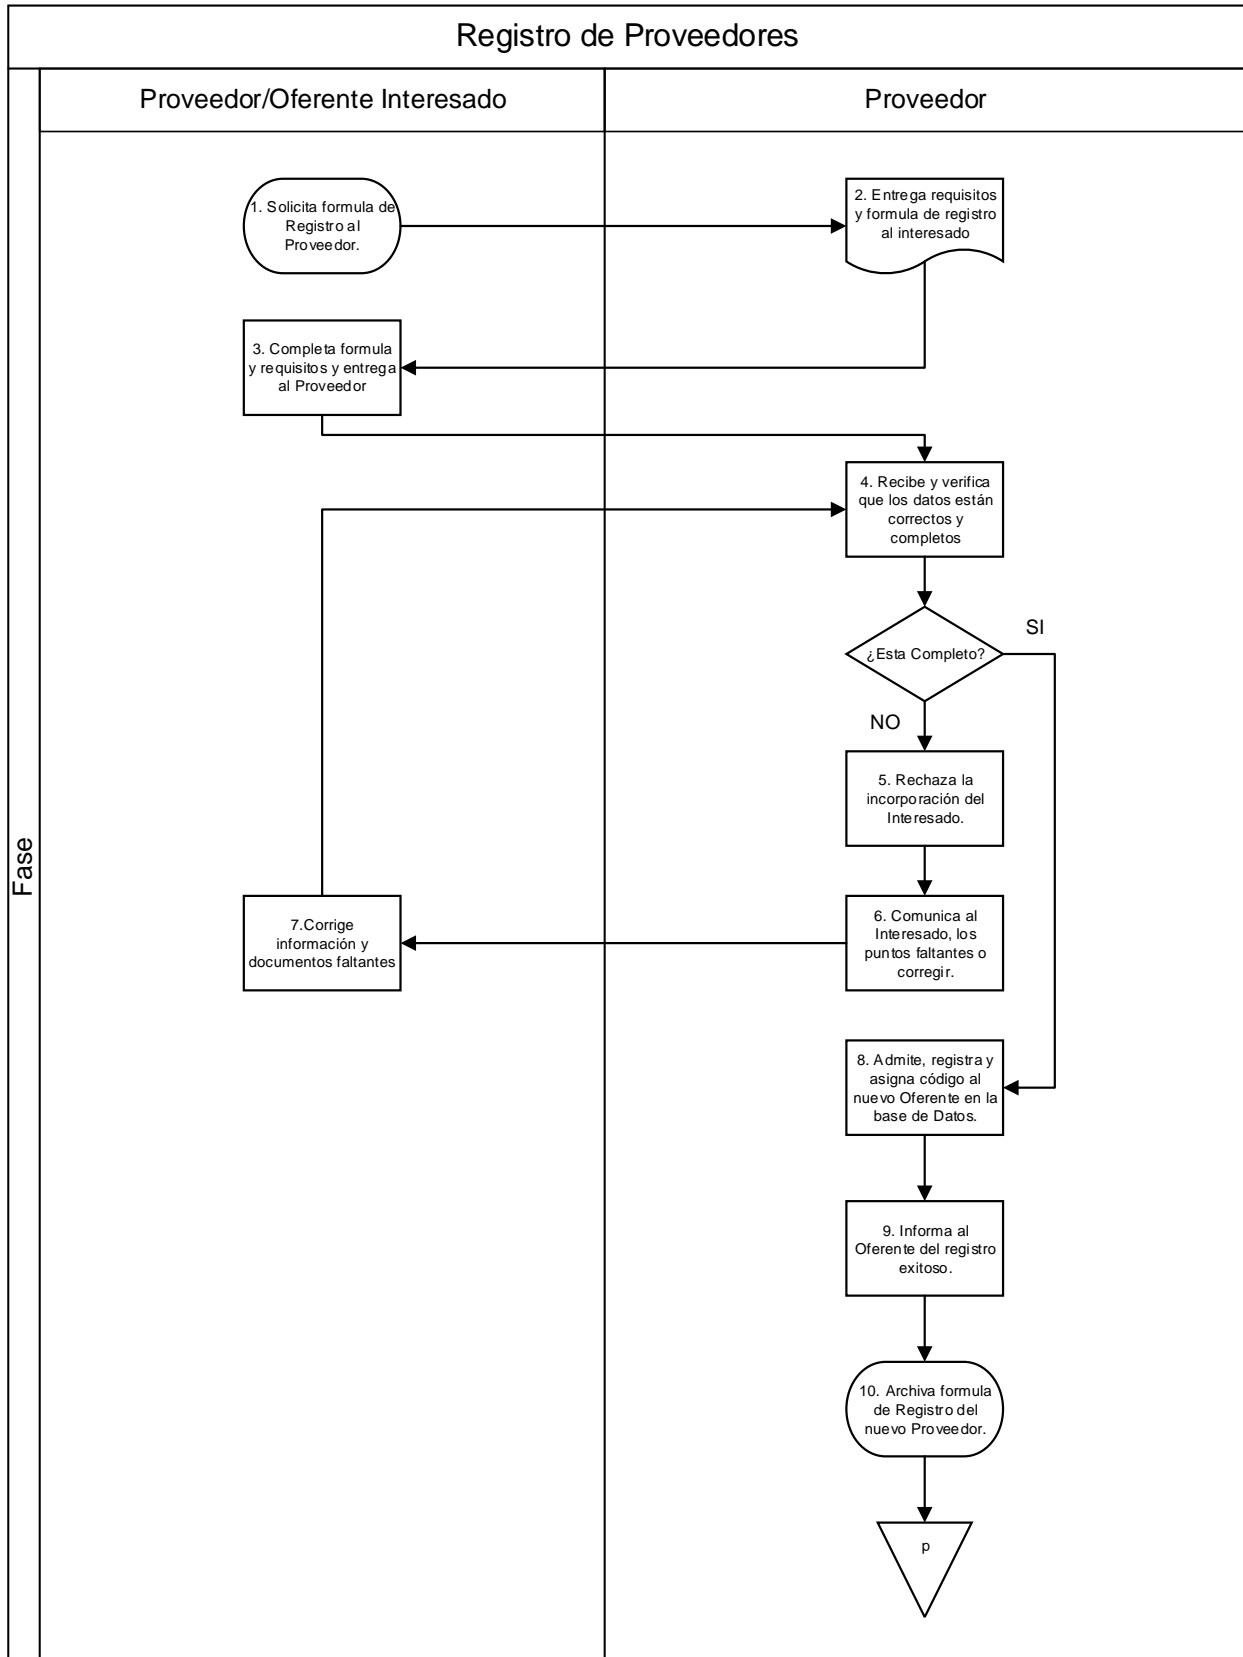 Registro de Proveedores
Proveedor/Oferente Interesado
Proveedor
Fase
1. Solicita formula de
Registro al
Proveedor.
2. Entrega requisitos
y formula de registro
al interesado
3. Completa formula
y requisitos y entrega
al Proveedor
4. Recibe y verifica
que los datos están
correctos y
completos
¿Esta Completo?
SI
NO
5. Rechaza la
incorporación del
Interesado.
6. Comunica al
Interesado, los
puntos faltantes o
corregir.
7.Corrige
información y
documentos faltantes
8. Admite, registra y
asigna código al
nuevo Oferente en la
base de Datos.
9. Informa al
Oferente del registro
exitoso.
10. Archiva formula
de Registro del
nuevo Proveedor.
p